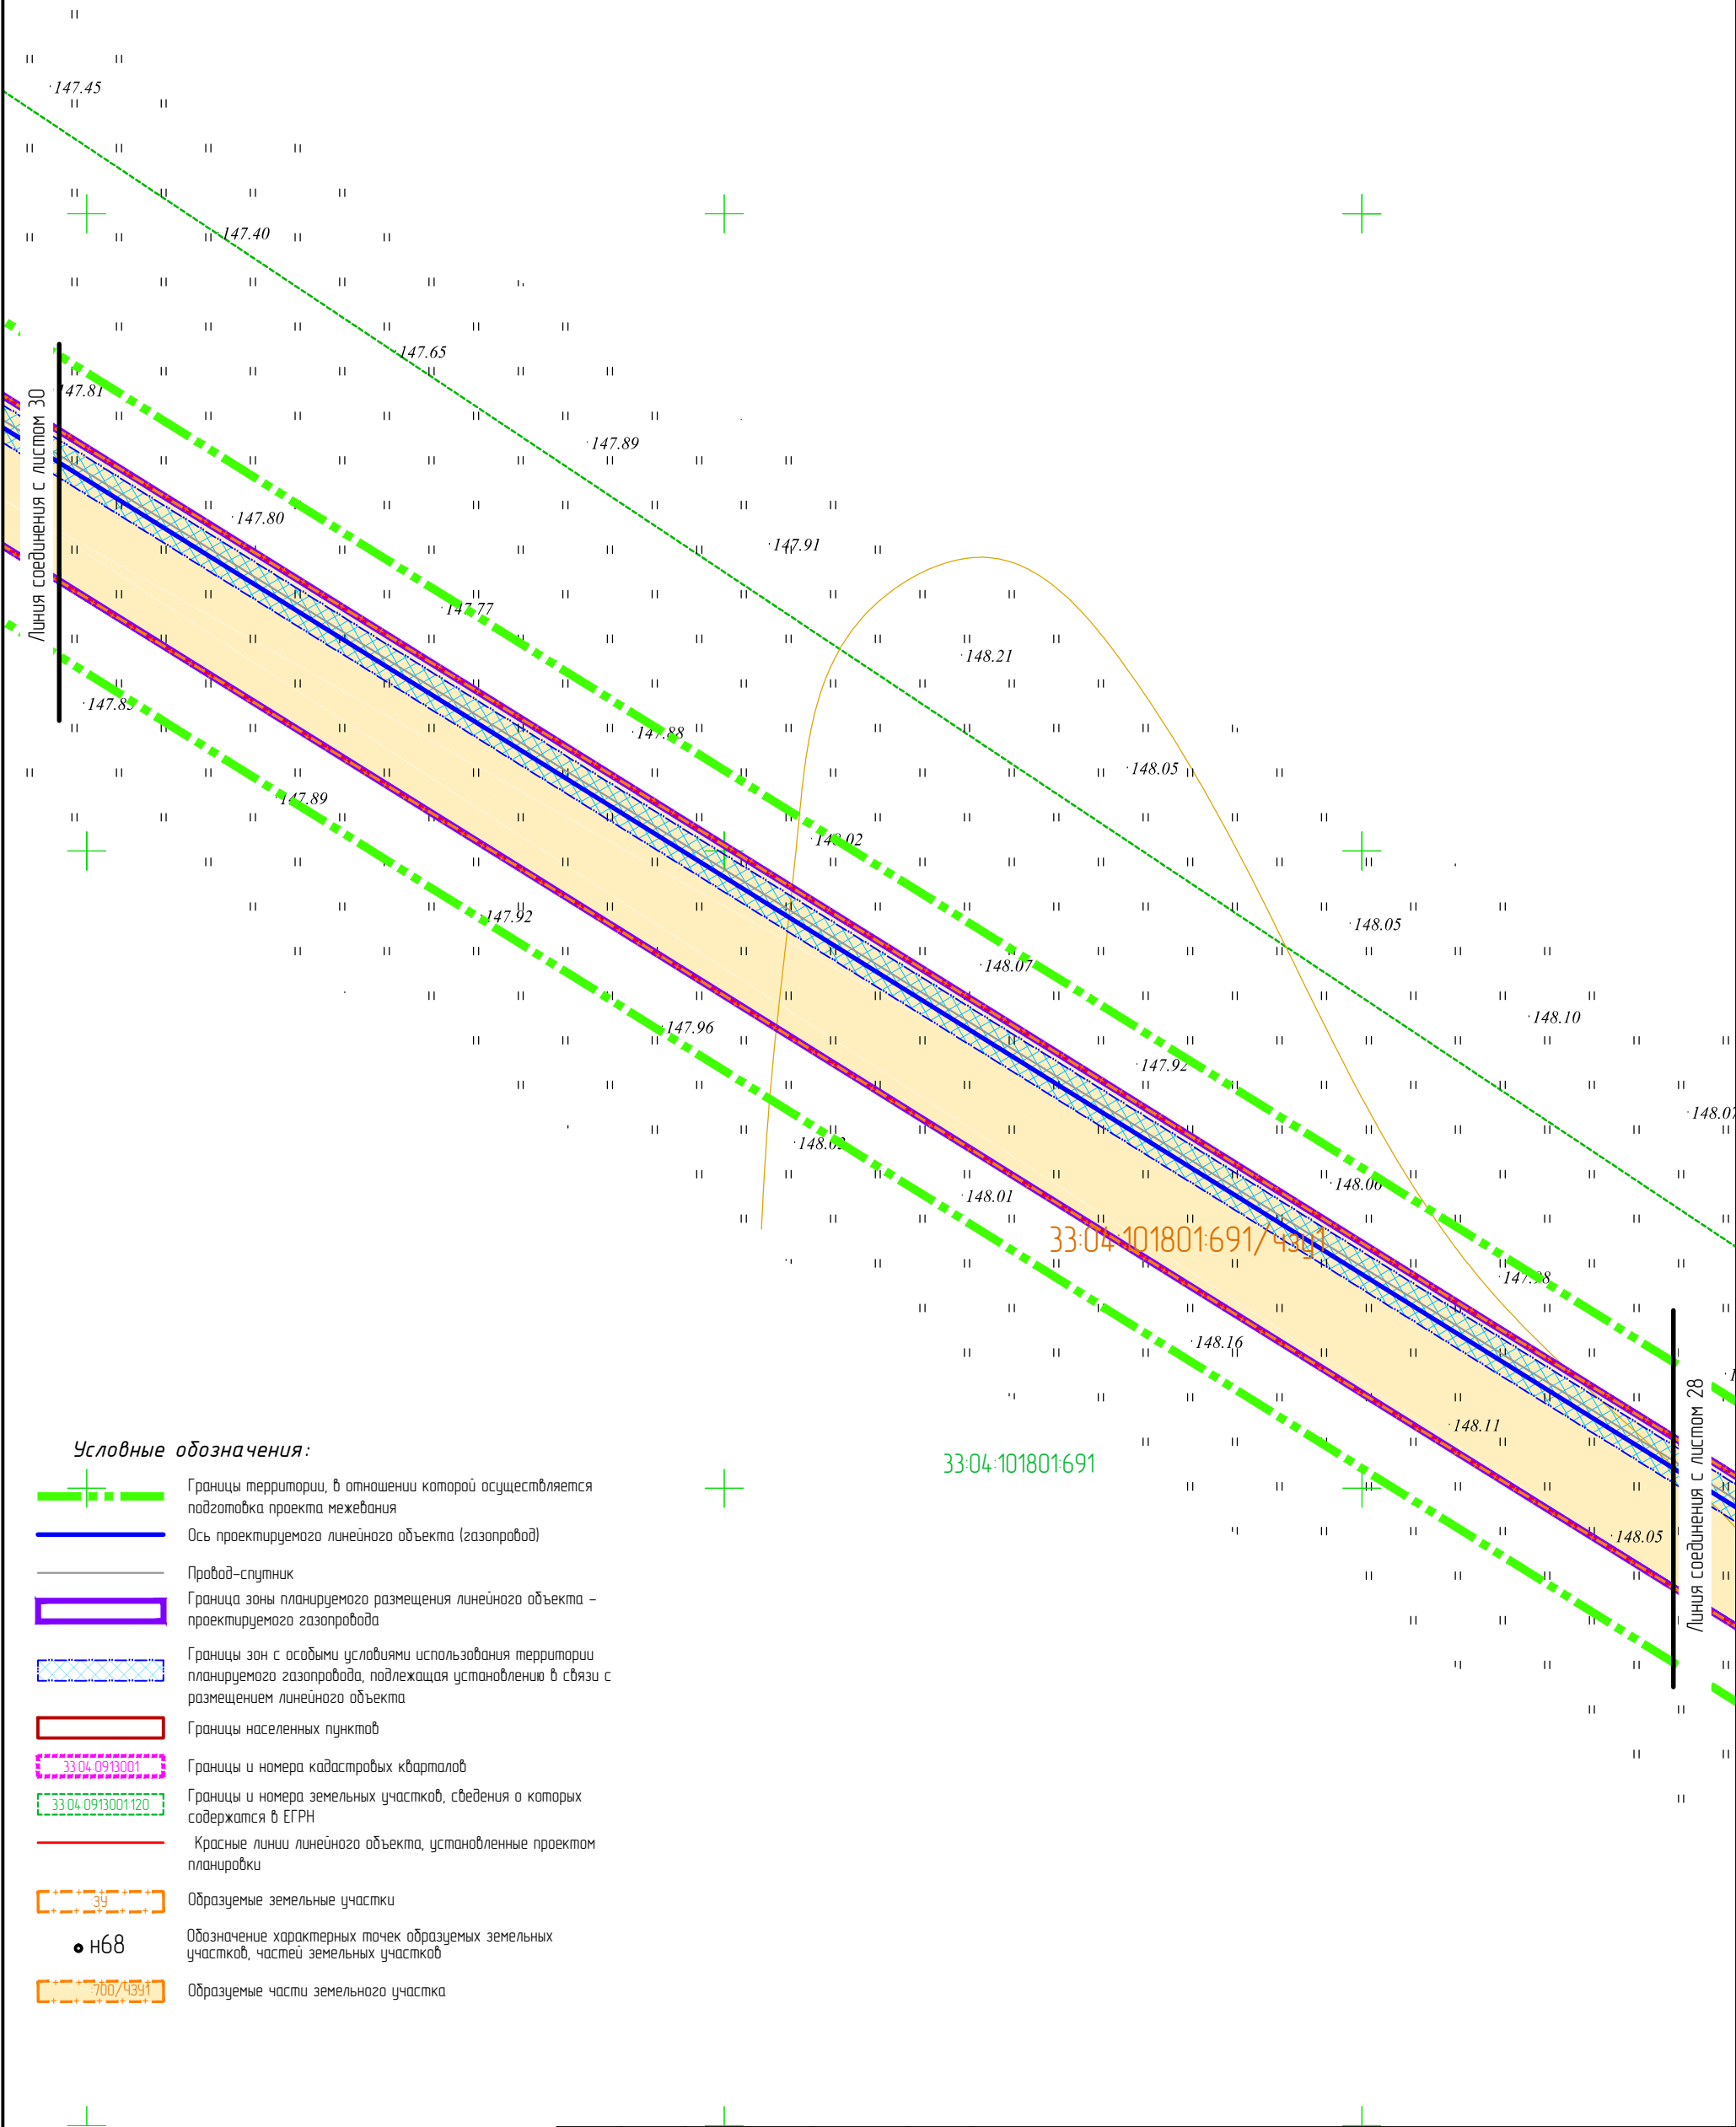 147.45
147.40
147.65
147.81
147.89
147.80
147.91
147.77
148.21
147.88
148.05
147.89
148.02
147.92
148.05
148.07
148.10
147.96
147.92
148.07
148.01
148.06
33:04:101801:691/чзу1
147.98
148.16
148.11
33:04:101801:691
148.05
Линия соединения с листом 30
Линия соединения с листом 28
Условные обозначения:
Границы территории, в отношении которой осуществляется
подготовка проекта межевания
Ось проектируемого линейного объекта (газопровод)
Провод-спутник
Граница зоны планируемого размещения линейного объекта –
проектируемого газопровода
Границы зон с особыми условиями использования территории
планируемого газопровода, подлежащая установлению в связи с
размещением линейного объекта
Границы населенных пунктов
33:04:0913001
Границы и номера кадастровых кварталов
33:04:0913001:120
Границы и номера земельных участков, сведения о которых
содержатся в ЕГРН
Красные линии линейного объекта, установленные проектом
планировки
:ЗУ
Образуемые земельные участки
н68
Обозначение характерных точек образуемых земельных
участков, частей земельных участков
:700/ЧЗУ1
Образуемые части земельного участка